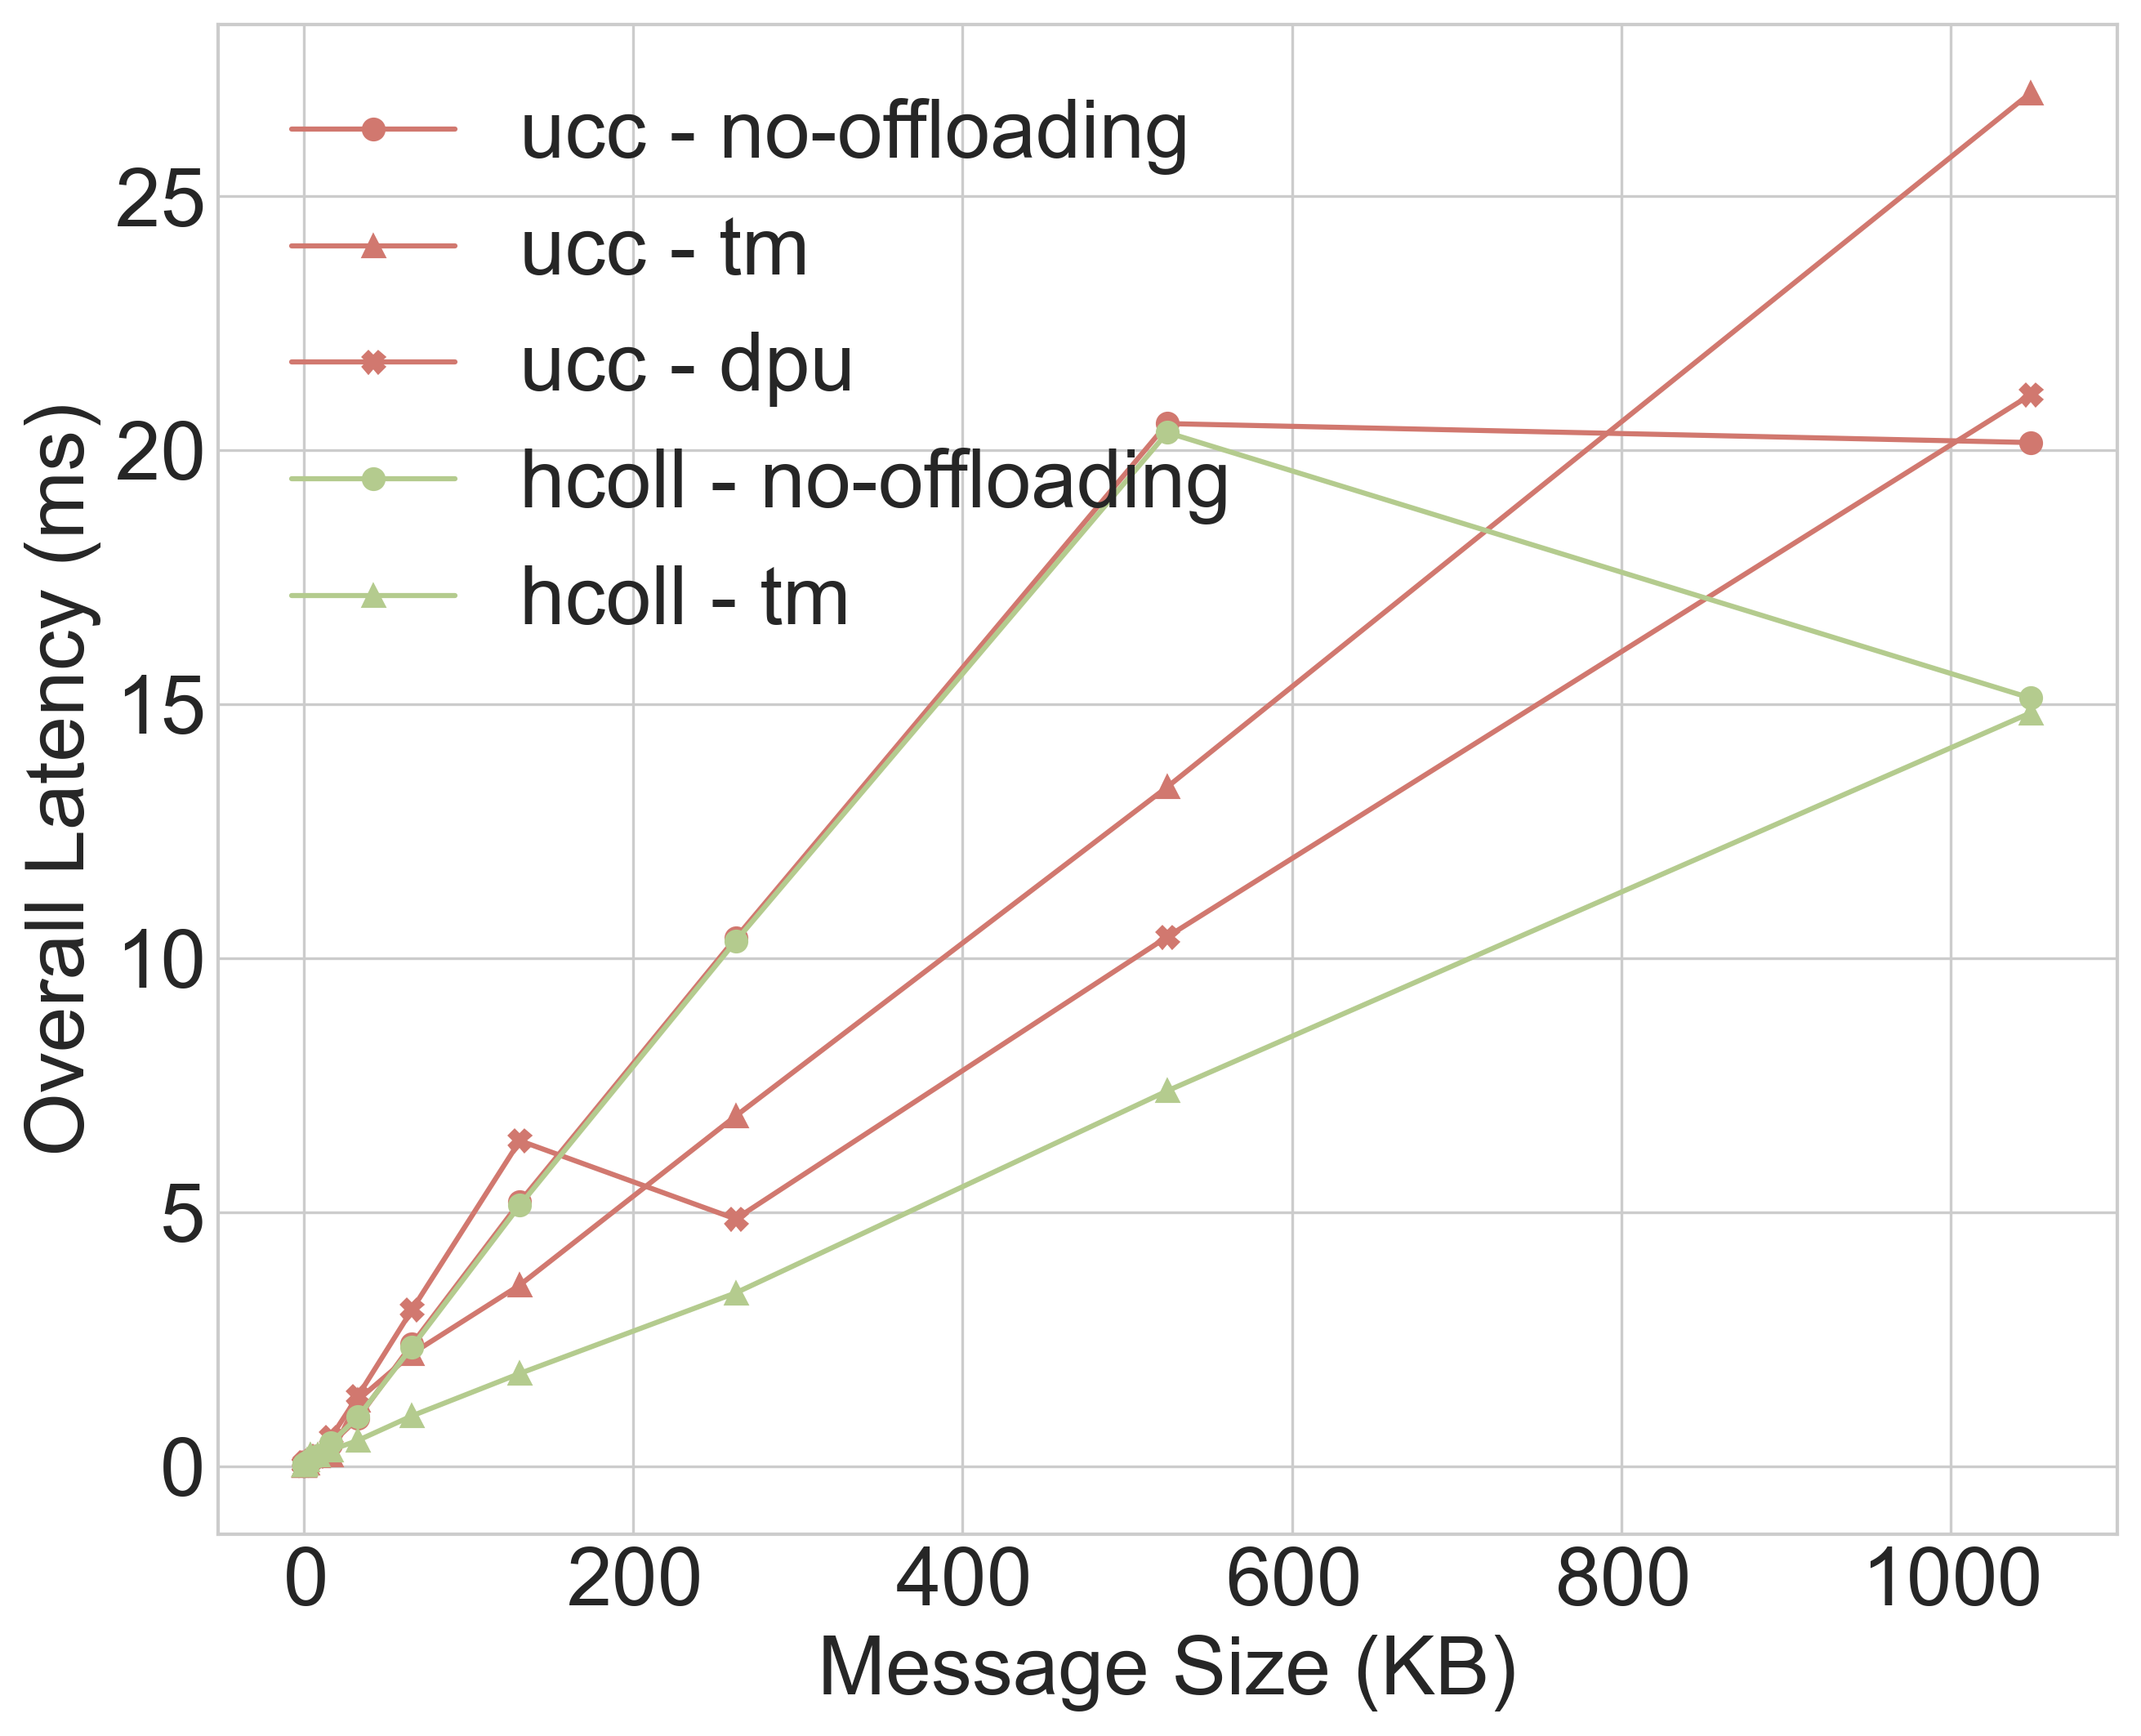 ucc - no-offloading
ucc - tm
ucc - dpu
hcoll - no-offloading
hcoll - tm
Overall Latency (ms)
25
20
15
10
5
0
0 200 400 600 800 1000
Message Size (KB)